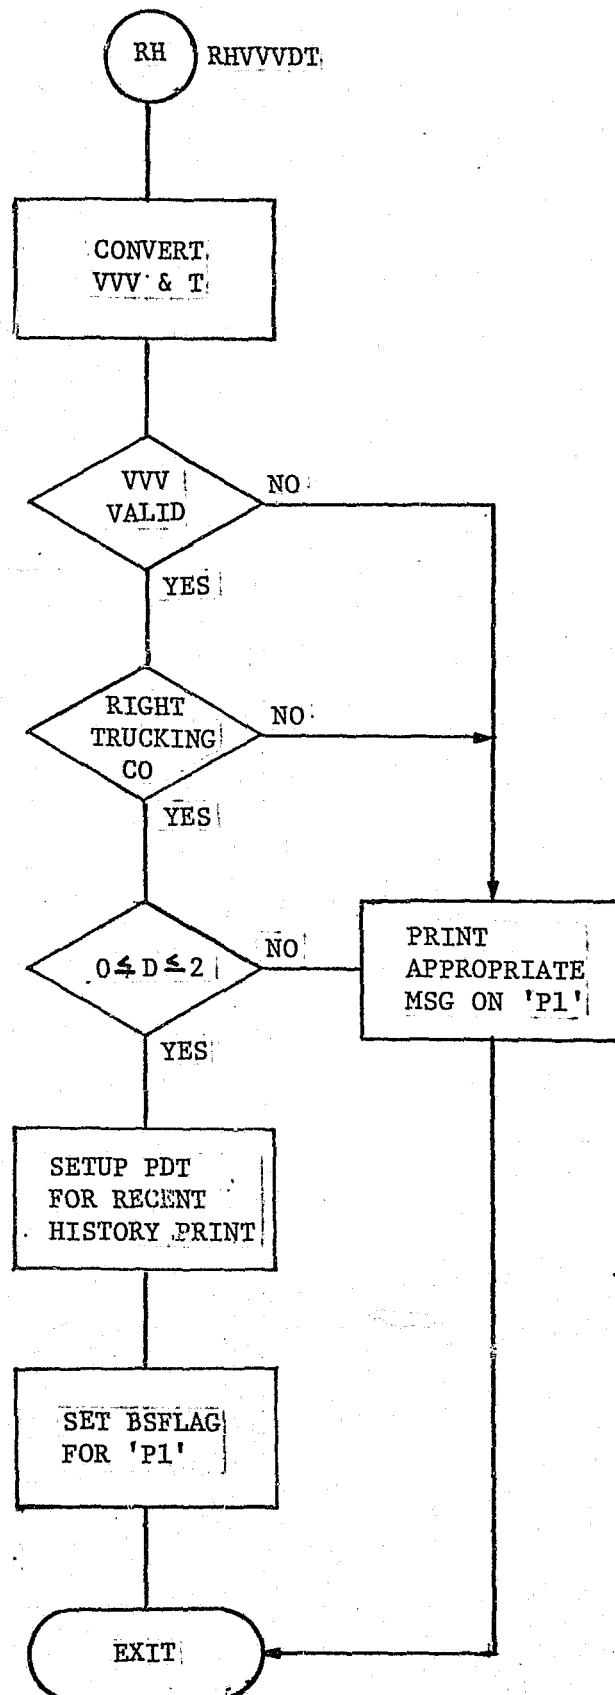 RH RHVVVDT
CONVERT
VVV & T
VVV
VALID
NO
YES
RIGHT
TRUCKING
CO
NO
YES
0 ≤ D ≤ 2
NO
PRINT
APPROPRIATE
MSG ON 'P1'
YES
SETUP PDT
FOR RECENT
HISTORY PRINT
SET BSFLAG
FOR 'P1'
EXIT